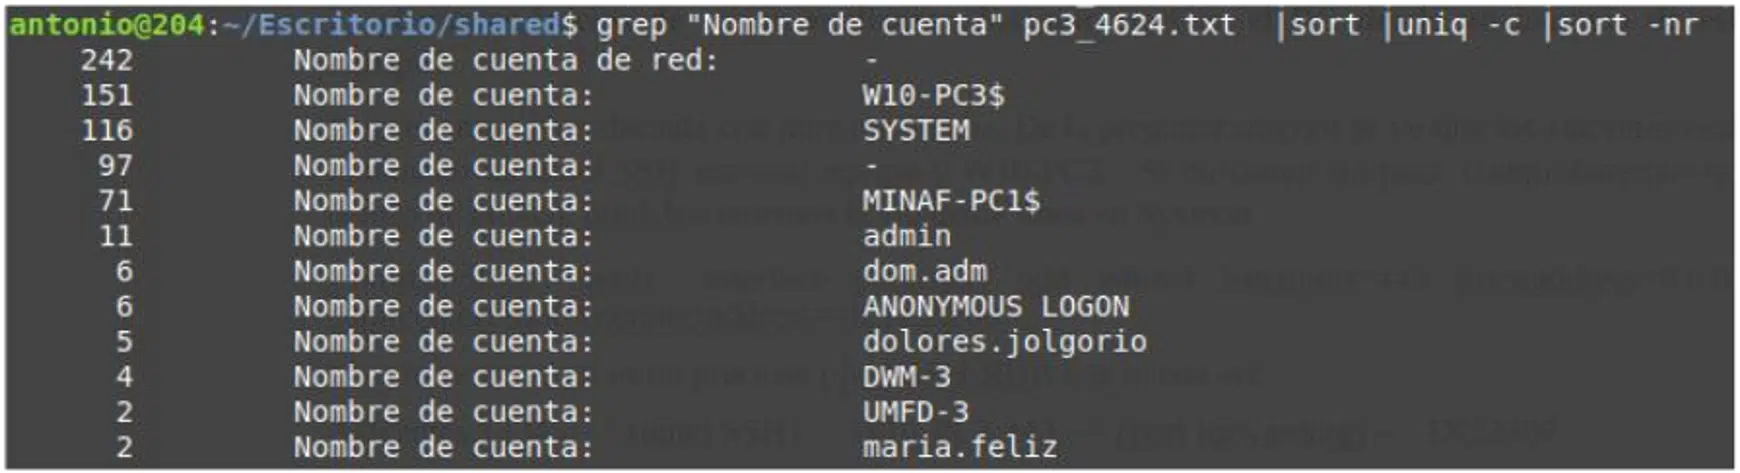 antonio@204:~/Escritorio/shared$ grep "Nombre de cuenta" pc3_4624.txt |sort |uniq -c |sort -nr
242 Nombre de cuenta de red: -
151 Nombre de cuenta: W10-PC3$
116 Nombre de cuenta: SYSTEM
97 Nombre de cuenta: -
71 Nombre de cuenta: MINAF-PC1$
11 Nombre de cuenta: admin
6 Nombre de cuenta: dom.adm
6 Nombre de cuenta: ANONYMOUS LOGON
5 Nombre de cuenta: dolores.jolgorio
4 Nombre de cuenta: DWM-3
2 Nombre de cuenta: UMFD-3
2 Nombre de cuenta: maria.feliz